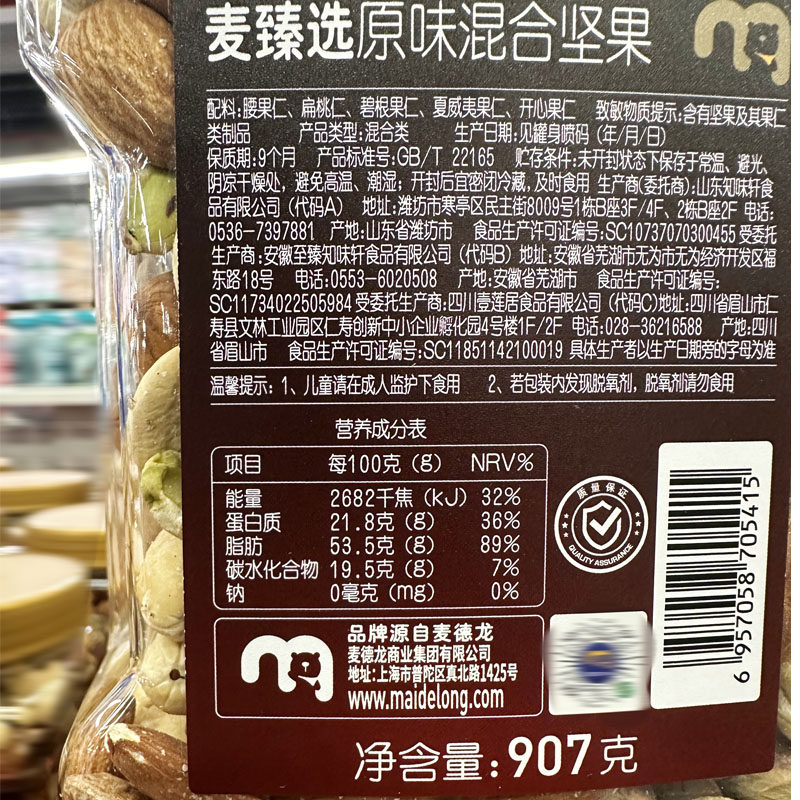 麦臻选原味混合坚果
配料:腰果仁、扁桃仁、碧根果仁、夏威夷果仁、开心果仁 致敏物质提示:含有坚果及其果仁
类制品 产品类型:混合类 生产日期:见罐身喷码(年/月/日)
保质期:9个月 产品标准号:GB/T 22165 贮存条件:未开封状态下保存于常温、避光、
阴凉干燥处,避免高温、潮湿;开封后宜密闭冷藏,及时食用 生产商(委托商):山东知味轩食
品有限公司(代码A) 地址:潍坊市寒亭区民主街8009号1栋B座3F/4F、2栋B座2F 电话:
0536-7397881 产地:山东省潍坊市 食品生产许可证编号:SC10737070300455 受委托
生产商:安徽至臻知味轩食品有限公司(代码B) 地址:安徽省芜湖市无为市无为经济开发区福
东路18号 电话:0553-6020508 产地:安徽省芜湖市 食品生产许可证编号:
SC11734022505984 受委托生产商:四川壹莲居食品有限公司(代码C)地址:四川省眉山市仁
寿县文林工业园区仁寿创新中小企业孵化园4号楼1F/2F 电话:028-36216588 产地:四川
省眉山市 食品生产许可证编号:SC11851142100019 具体生产者以生产日期旁的字母为准
温馨提示:1、儿童请在成人监护下食用 2、若包装内发现脱氧剂,脱氧剂请勿食用
营养成分表
项目 每100克(g) NRV%
能量 2682千焦(kJ) 32%
蛋白质 21.8克(g) 36%
脂肪 53.5克(g) 89%
碳水化合物 19.5克(g) 7%
钠 0毫克(mg) 0%
质量保证
QUALITY ASSURANCE
6 957058 705415
品牌源自麦德龙
麦德龙商业集团有限公司
地址:上海市普陀区真北路1425号
www.maidelong.com
净含量:907克